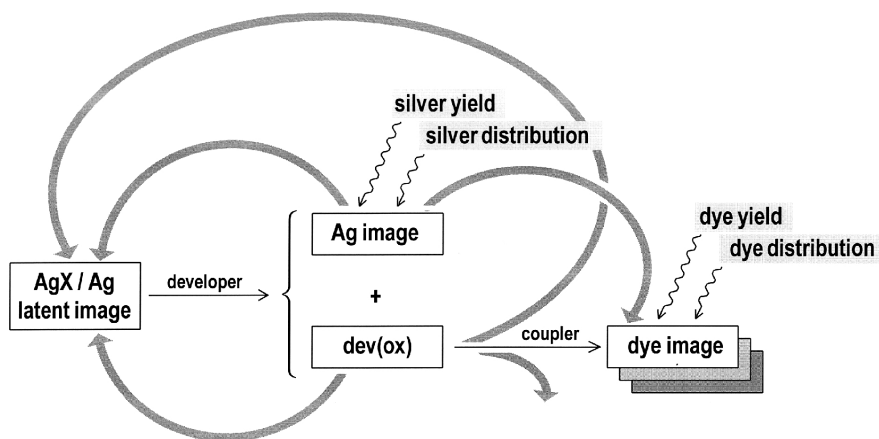 silver yield
silver distribution
dye yield
dye distribution
Ag image
AgX / Ag
latent image
developer
+
coupler
dev(ox)
dye image